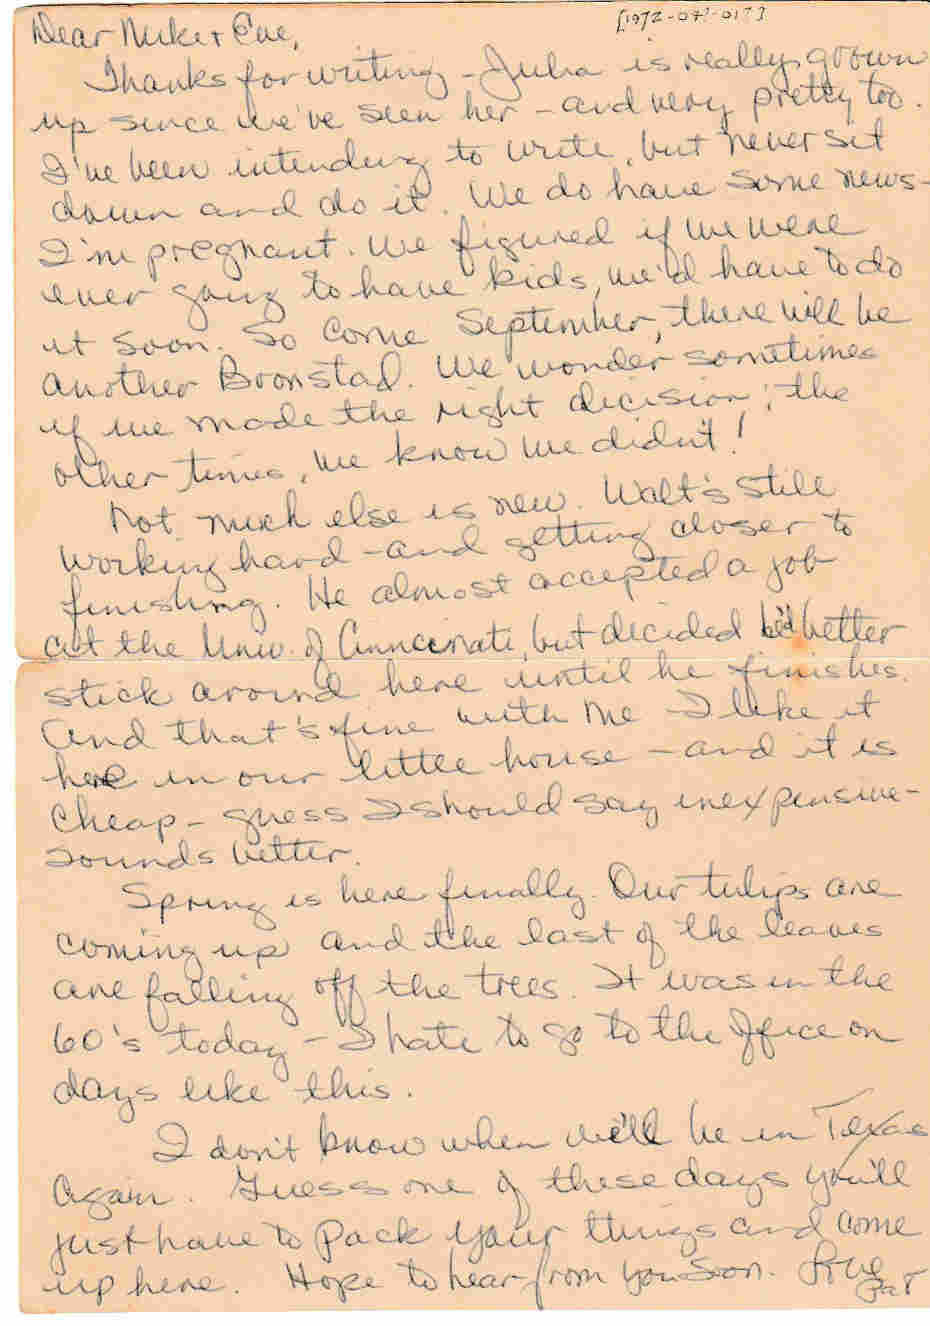 [1972-04?-01?]
Dear Mike + Eve,
Thanks for writing - Julia is really grown
up since we've seen her - and very pretty too.
I've been intending to write, but never set
down and do it. We do have some news -
I'm pregnant. We figured if we were
ever going to have kids, we'd have to do
it soon. So come September, there will be
another Bronstad. We wonder sometimes
if we made the right decision; the
other times, we know we didn't!
Not much else is new. Walt's still
working hard - and getting closer to
finishing. He almost accepted a job
at the Univ. of Cinncinati, but decided he'd better
stick around here until he finishes.
And that's fine with me I like it
here in our little house - and it is
cheap - guess I should say inexpensive -
sounds better.
Spring is here finally. Our tulips are
coming up and the last of the leaves
are falling off the trees. It was in the
60's today - I hate to go to the office on
days like this.
I don't know when we'll be in Texas
again. Guess one of these days you'll
just have to pack your things and come
up here. Hope to hear from you soon. Love
Pat